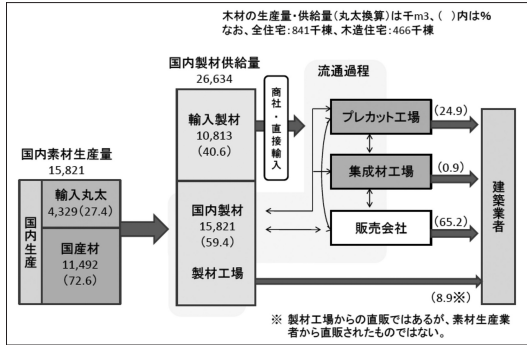 木材の生産量・供給量(丸太換算)は千m3、( )内は%
なお、全住宅:841千棟、木造住宅:466千棟
国内製材供給量
26,634
流通過程
商社・直接輸入
輸入製材
10,813
(40.6)
プレカット工場
(24.9)
国内素材生産量
15,821
集成材工場
(0.9)
建築業者
国内生産
輸入丸太
4,329(27.4)
国内製材
15,821
(59.4)
販売会社
(65.2)
国産材
11,492
(72.6)
製材工場
(8.9※)
※ 製材工場からの直販ではあるが、素材生産業
者から直販されたものではない。